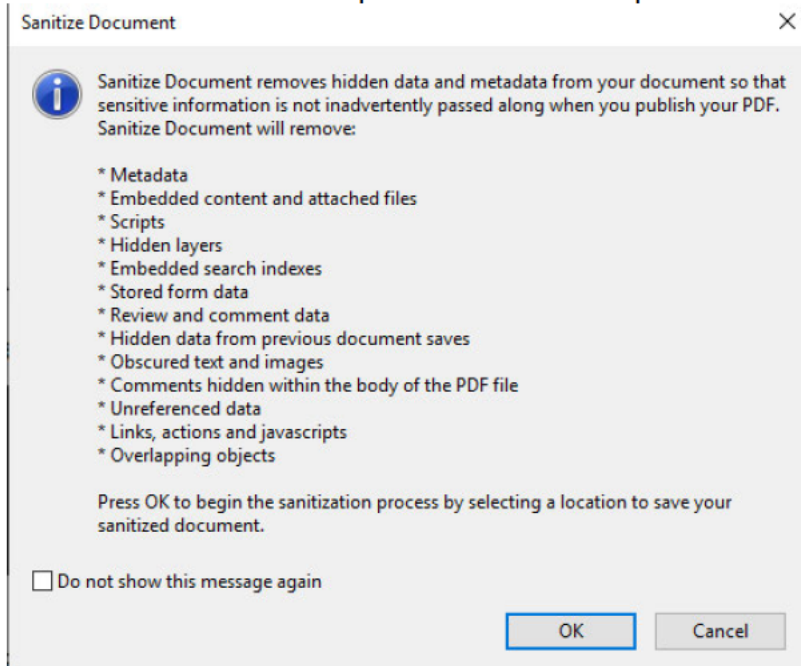 Sanitize Document
Sanitize Document removes hidden data and metadata from your document so that
sensitive information is not inadvertently passed along when you publish your PDF.
Sanitize Document will remove:
* Metadata
* Embedded content and attached files
* Scripts
* Hidden layers
* Embedded search indexes
* Stored form data
* Review and comment data
* Hidden data from previous document saves
* Obscured text and images
* Comments hidden within the body of the PDF file
* Unreferenced data
* Links, actions and javascripts
* Overlapping objects
Press OK to begin the sanitization process by selecting a location to save your
sanitized document.
Do not show this message again
OK Cancel